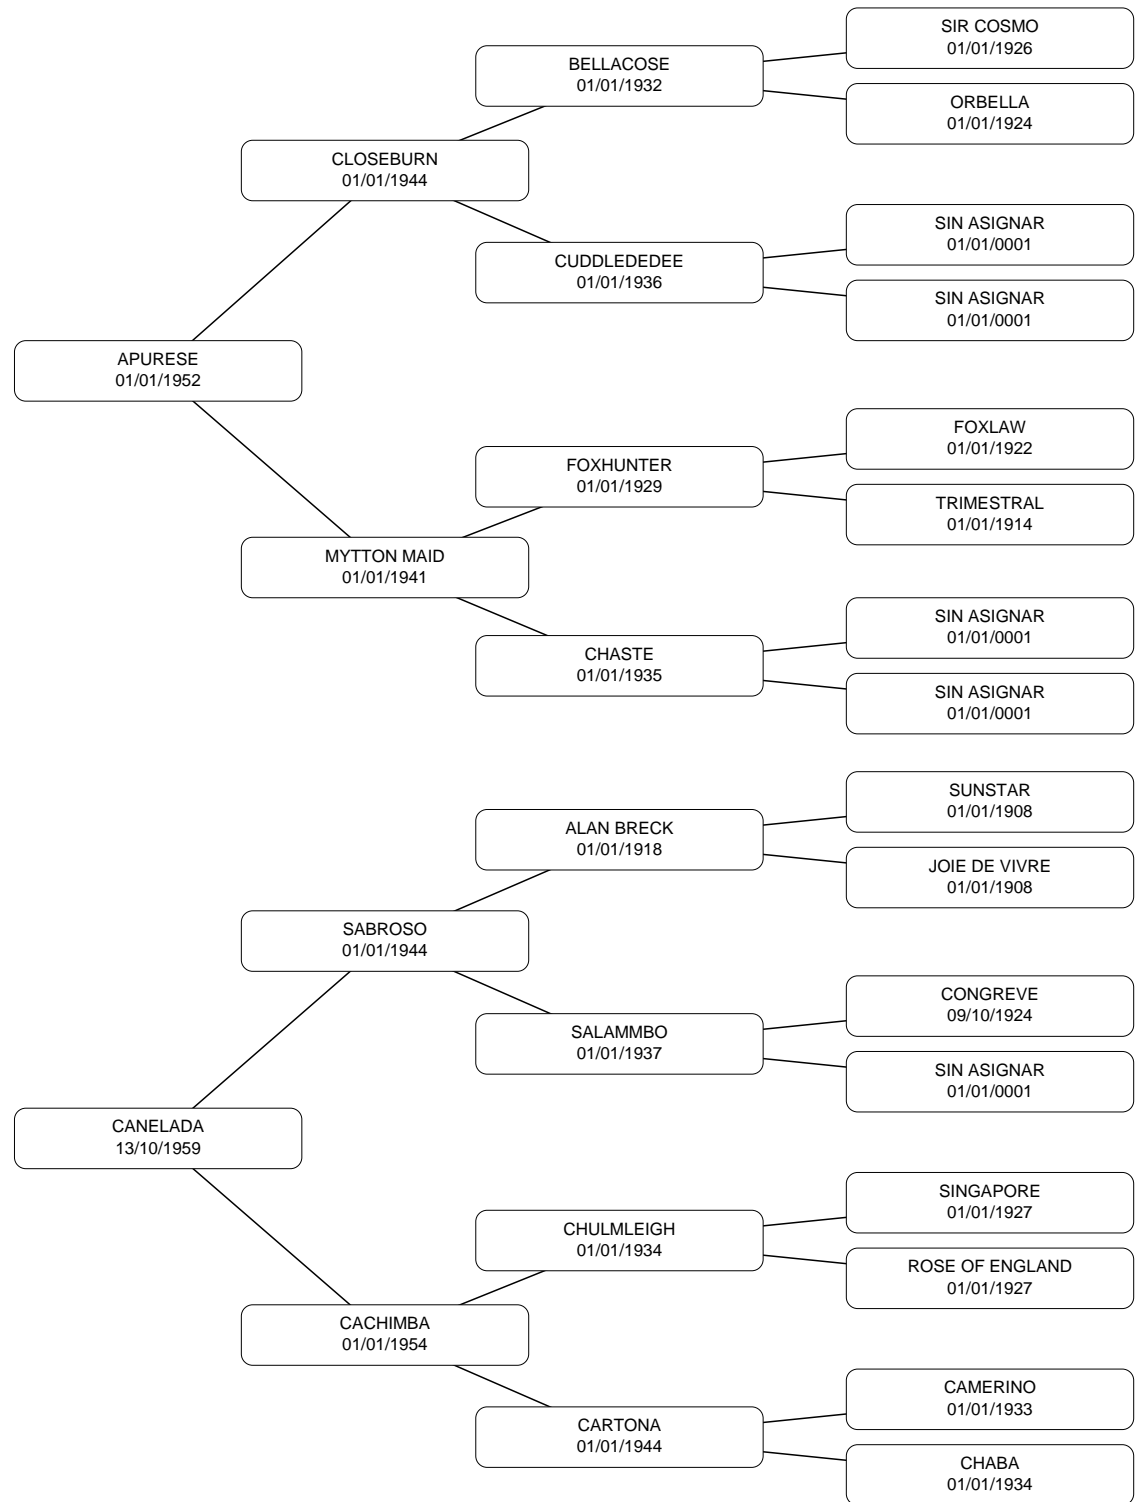 SIR COSMO
01/01/1926
BELLACOSE
01/01/1932
ORBELLA
01/01/1924
CLOSEBURN
01/01/1944
SIN ASIGNAR
01/01/0001
CUDDLEDEDEE
01/01/1936
SIN ASIGNAR
01/01/0001
APURESE
01/01/1952
FOXLAW
01/01/1922
FOXHUNTER
01/01/1929
TRIMESTRAL
01/01/1914
MYTTON MAID
01/01/1941
SIN ASIGNAR
01/01/0001
CHASTE
01/01/1935
SIN ASIGNAR
01/01/0001
SUNSTAR
01/01/1908
ALAN BRECK
01/01/1918
JOIE DE VIVRE
01/01/1908
SABROSO
01/01/1944
CONGREVE
09/10/1924
SALAMMBO
01/01/1937
SIN ASIGNAR
01/01/0001
CANELADA
13/10/1959
SINGAPORE
01/01/1927
CHULMLEIGH
01/01/1934
ROSE OF ENGLAND
01/01/1927
CACHIMBA
01/01/1954
CAMERINO
01/01/1933
CARTONA
01/01/1944
CHABA
01/01/1934